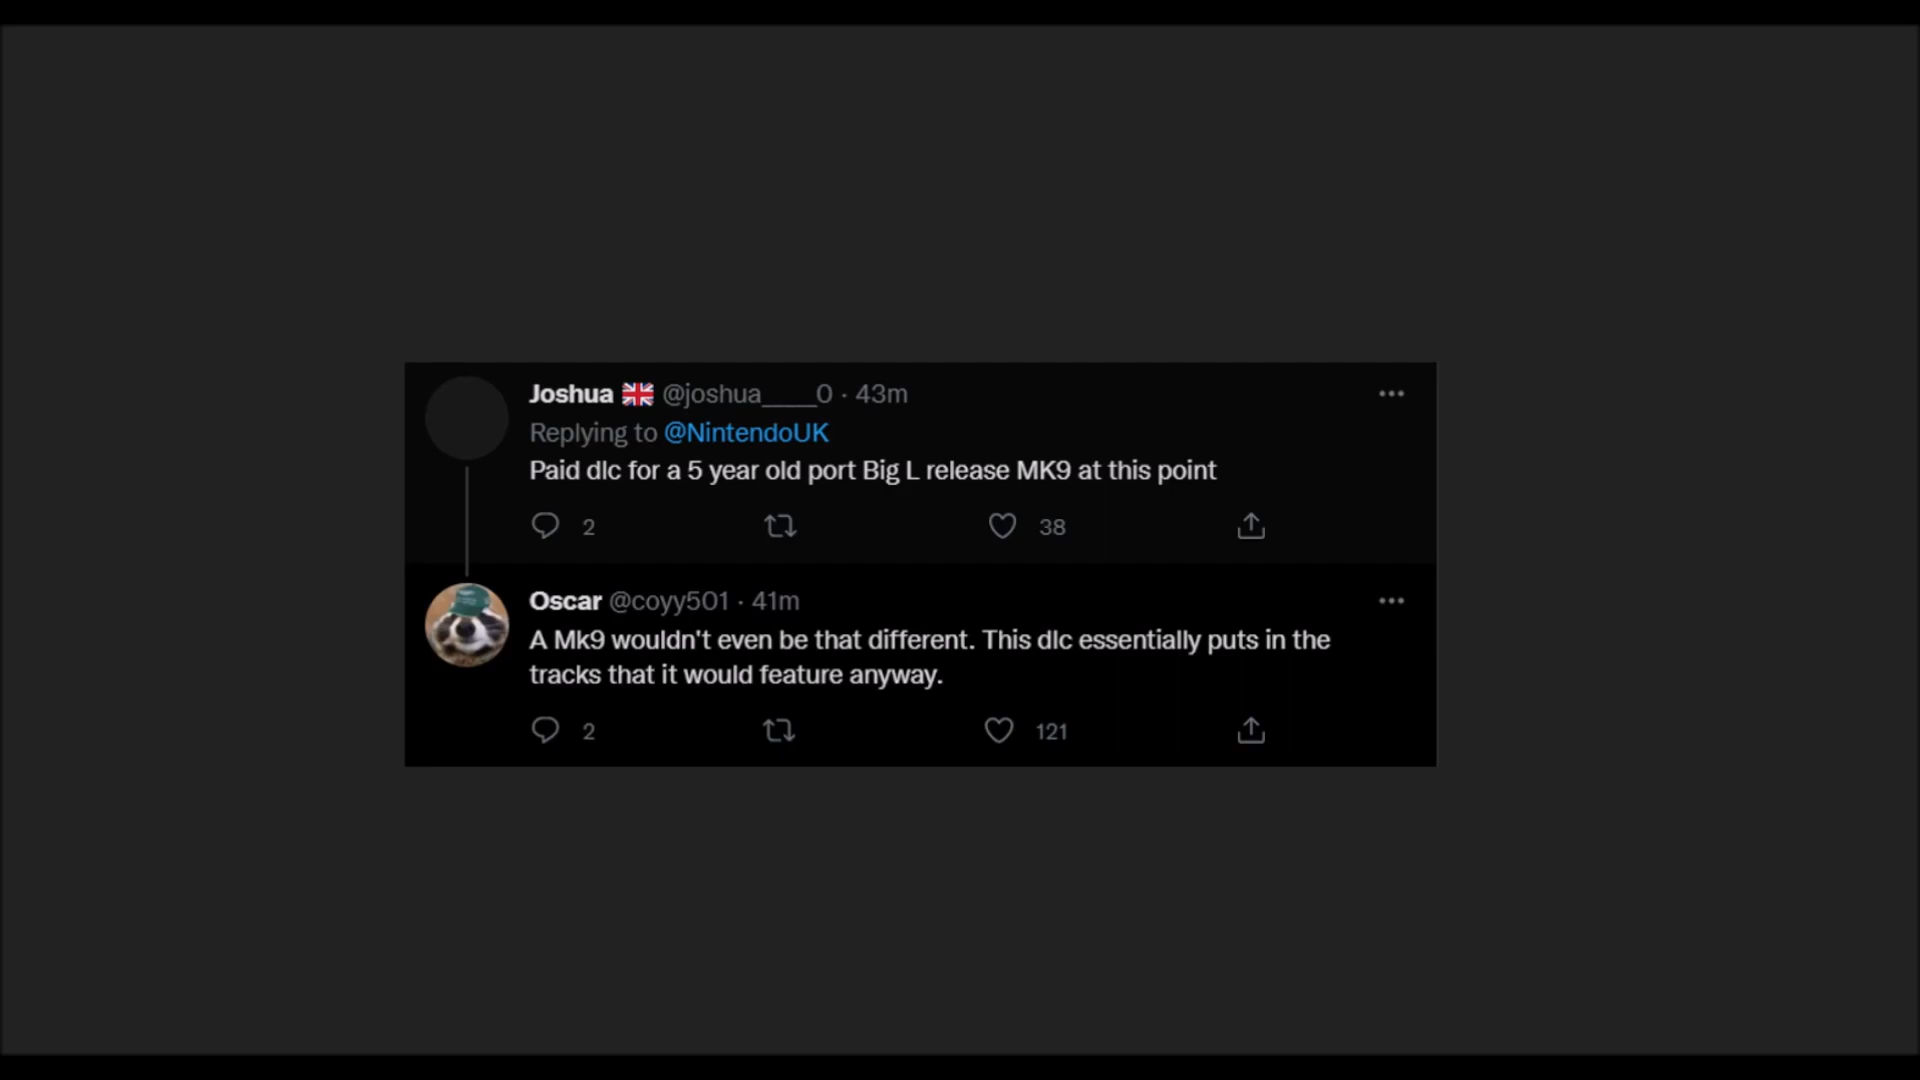 Joshua 🇬🇧 @joshua____0 · 43m
Replying to @NintendoUK
Paid dlc for a 5 year old port Big L release MK9 at this point
2 38
Oscar @coyy501 · 41m
A Mk9 wouldn't even be that different. This dlc essentially puts in the
tracks that it would feature anyway.
2 121